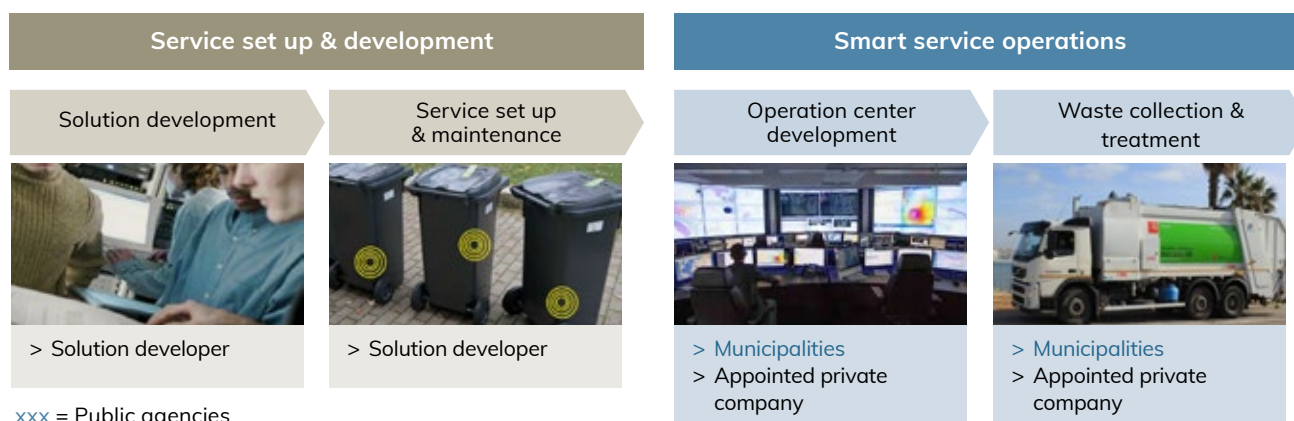 Service set up & development
Smart service operations
Solution development
Service set up
& maintenance
Operation center
development
Waste collection &
treatment
> Solution developer
> Solution developer
> Municipalities
> Appointed private
company
> Municipalities
> Appointed private
company
xxx = Public agencies